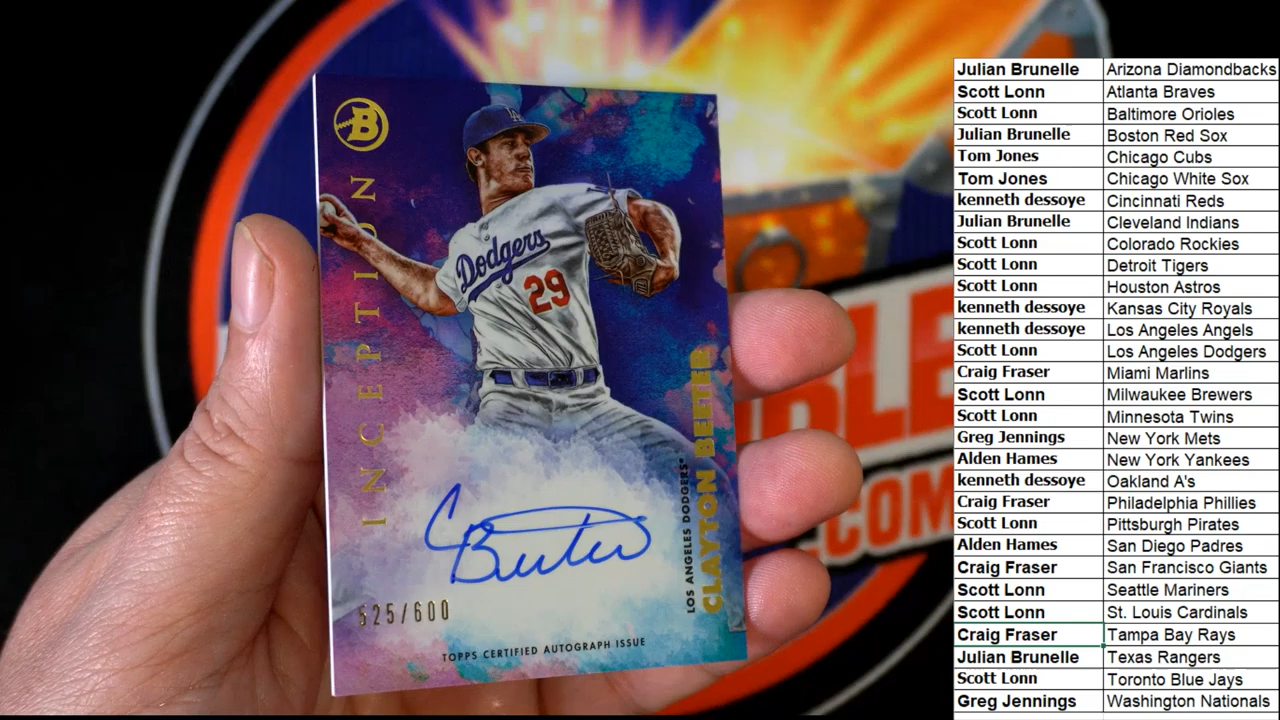 B
INCEPTION
Dodgers
29
LOS ANGELES DODGERS
CLAYTON BEETER
C Beeter
525/600
TOPPS CERTIFIED AUTOGRAPH ISSUE
BLE
.COM
Julian Brunelle Arizona Diamondbacks
Scott Lonn Atlanta Braves
Scott Lonn Baltimore Orioles
Julian Brunelle Boston Red Sox
Tom Jones Chicago Cubs
Tom Jones Chicago White Sox
kenneth dessoye Cincinnati Reds
Julian Brunelle Cleveland Indians
Scott Lonn Colorado Rockies
Scott Lonn Detroit Tigers
Scott Lonn Houston Astros
kenneth dessoye Kansas City Royals
kenneth dessoye Los Angeles Angels
Scott Lonn Los Angeles Dodgers
Craig Fraser Miami Marlins
Scott Lonn Milwaukee Brewers
Scott Lonn Minnesota Twins
Greg Jennings New York Mets
Alden Hames New York Yankees
kenneth dessoye Oakland A's
Craig Fraser Philadelphia Phillies
Scott Lonn Pittsburgh Pirates
Alden Hames San Diego Padres
Craig Fraser San Francisco Giants
Scott Lonn Seattle Mariners
Scott Lonn St. Louis Cardinals
Craig Fraser Tampa Bay Rays
Julian Brunelle Texas Rangers
Scott Lonn Toronto Blue Jays
Greg Jennings Washington Nationals